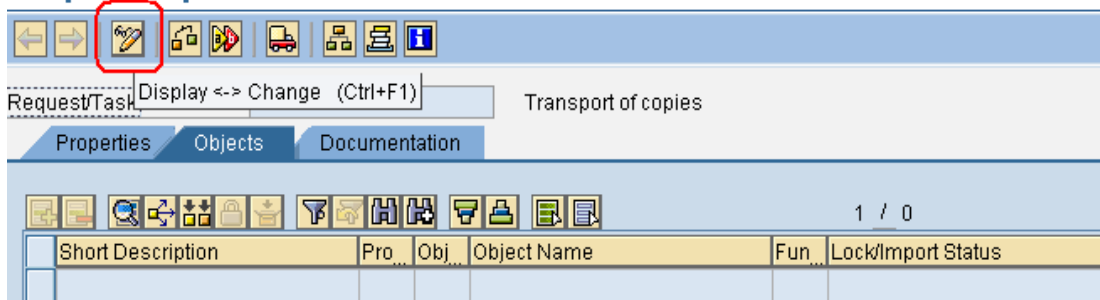 Display <-> Change (Ctrl+F1)
Request/Task
Transport of copies
Properties
Objects
Documentation
1 / 0
Short Description
Pro...
Obj...
Object Name
Fun...
Lock/Import Status